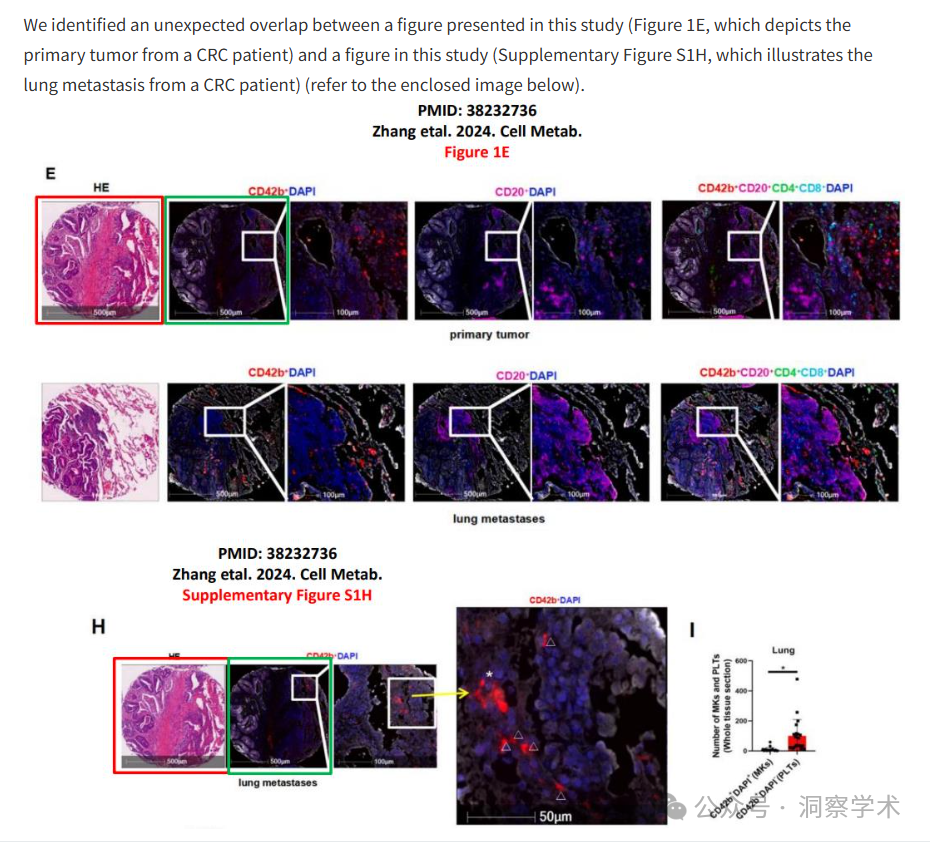 We identified an unexpected overlap between a figure presented in this study (Figure 1E, which depicts the
primary tumor from a CRC patient) and a figure in this study (Supplementary Figure S1H, which illustrates the
lung metastasis from a CRC patient) (refer to the enclosed image below).
PMID: 38232736
Zhang etal. 2024. Cell Metab.
Figure 1E
E
HE
CD42b⁺DAPI
CD20⁺DAPI
CD42b⁺CD20⁺CD4⁺CD8⁺DAPI
500μm
500μm
100μm
500μm
100μm
500μm
100μm
primary tumor
CD42b⁺DAPI
CD20⁺DAPI
CD42b⁺CD20⁺CD4⁺CD8⁺DAPI
500μm
100μm
500μm
100μm
100μm
lung metastases
PMID: 38232736
Zhang etal. 2024. Cell Metab.
Supplementary Figure S1H
H
HE
CD42b⁺DAPI
500μm
500μm
100μm
lung metastases
CD42b⁺DAPI
*
50μm
I
Lung
Number of MKs and PLTs
(Whole tissue section)
600
400
200
0
*
CD42b⁺DAPI⁺(MKs)
CD42b⁺DAPI⁻(PLTs)
公众号 · 洞察学术